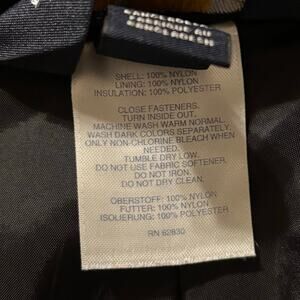 SHELL: 100% NYLON
LINING: 100% NYLON
INSULATION: 100% POLYESTER
CLOSE FASTENERS.
TURN INSIDE OUT.
MACHINE WASH WARM NORMAL.
WASH DARK COLORS SEPARATELY.
ONLY NON-CHLORINE BLEACH WHEN
NEEDED.
TUMBLE DRY LOW.
DO NOT USE FABRIC SOFTENER.
DO NOT IRON.
DO NOT DRY CLEAN.
OBERSTOFF: 100% NYLON
FUTTER: 100% NYLON
ISOLIERUNG: 100% POLYESTER
RN 62830